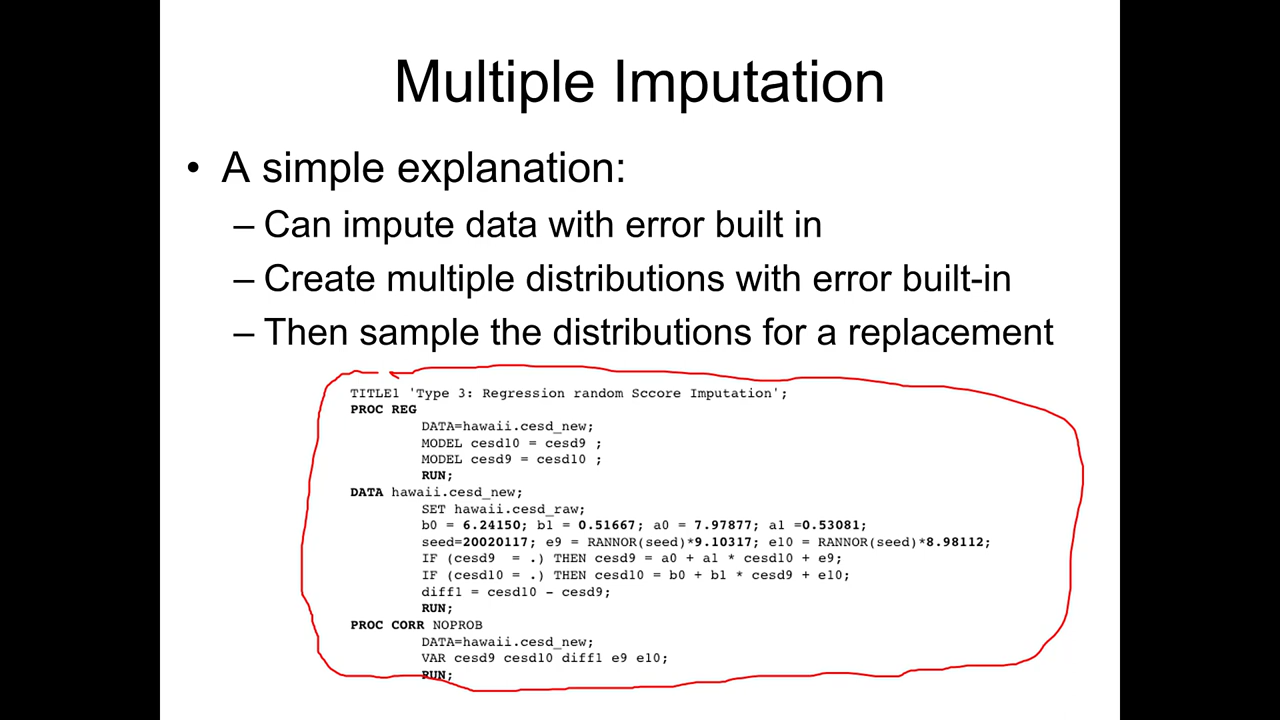 Multiple Imputation
• A simple explanation:
– Can impute data with error built in
– Create multiple distributions with error built-in
– Then sample the distributions for a replacement
TITLE1 'Type 3: Regression random Sccore Imputation';
PROC REG
DATA=hawaii.cesd_new;
MODEL cesd10 = cesd9 ;
MODEL cesd9 = cesd10 ;
RUN;
DATA hawaii.cesd_new;
SET hawaii.cesd_raw;
b0 = 6.24150; b1 = 0.51667; a0 = 7.97877; a1 =0.53081;
seed=20020117; e9 = RANNOR(seed)*9.10317; e10 = RANNOR(seed)*8.98112;
IF (cesd9 = .) THEN cesd9 = a0 + a1 * cesd10 + e9;
IF (cesd10 = .) THEN cesd10 = b0 + b1 * cesd9 + e10;
diff1 = cesd10 - cesd9;
RUN;
PROC CORR NOPROB
DATA=hawaii.cesd_new;
VAR cesd9 cesd10 diff1 e9 e10;
RUN;